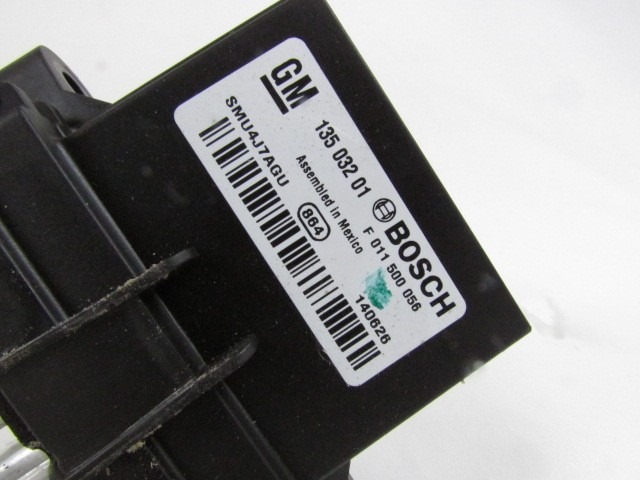 GM
135 032 01
BOSCH
F 011 500 056
SMU4J7AGU
Assembled in Mexico
864
140626